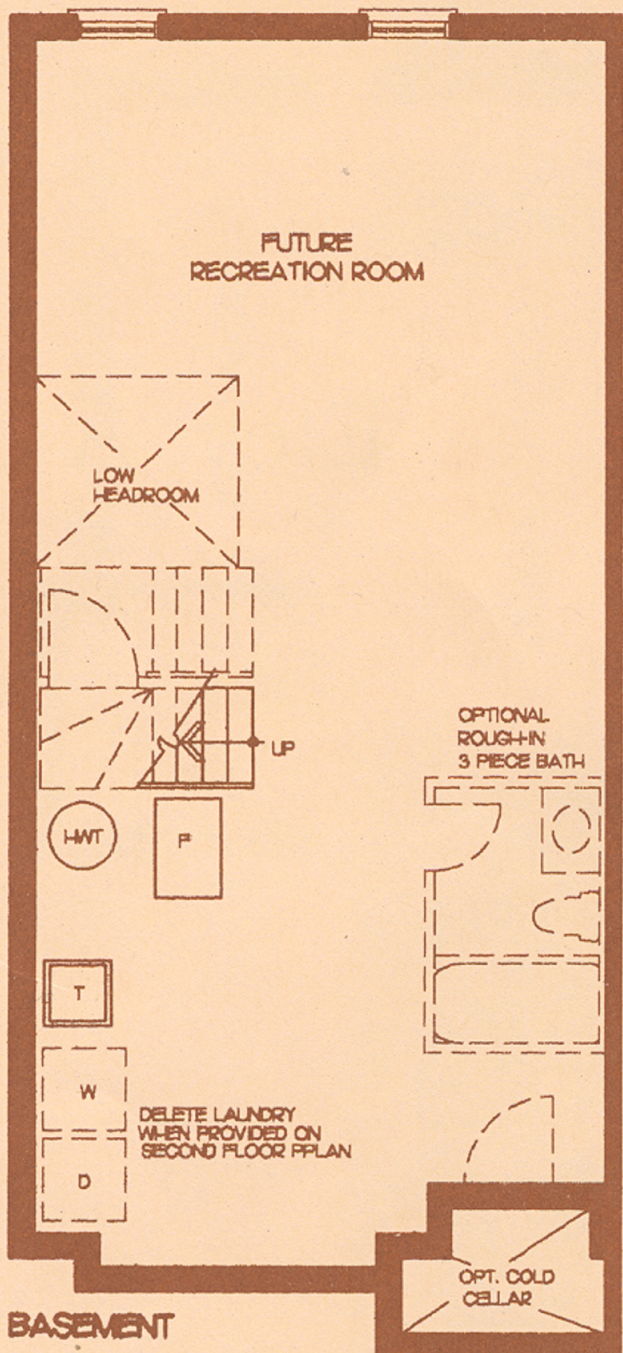 FUTURE
RECREATION ROOM
LOW
HEADROOM
UP
OPTIONAL
ROUGH-IN
3 PIECE BATH
HWT
F
T
W
DELETE LAUNDRY
WHEN PROVIDED ON
SECOND FLOOR PPLAN
D
OPT. COLD
CELLAR
BASEMENT